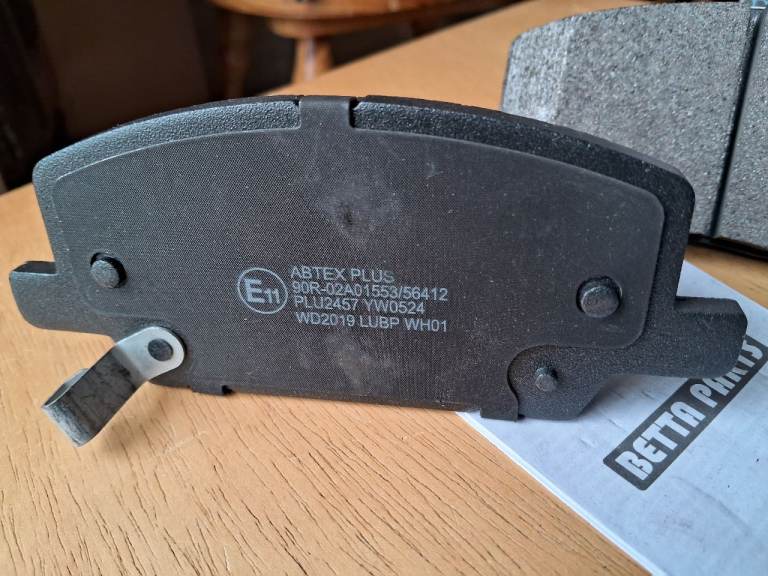 E11
ABTEX PLUS
90R-02A01553/56412
PLU2457 YW0524
WD2019 LUBP WH01
BETTA PARTS